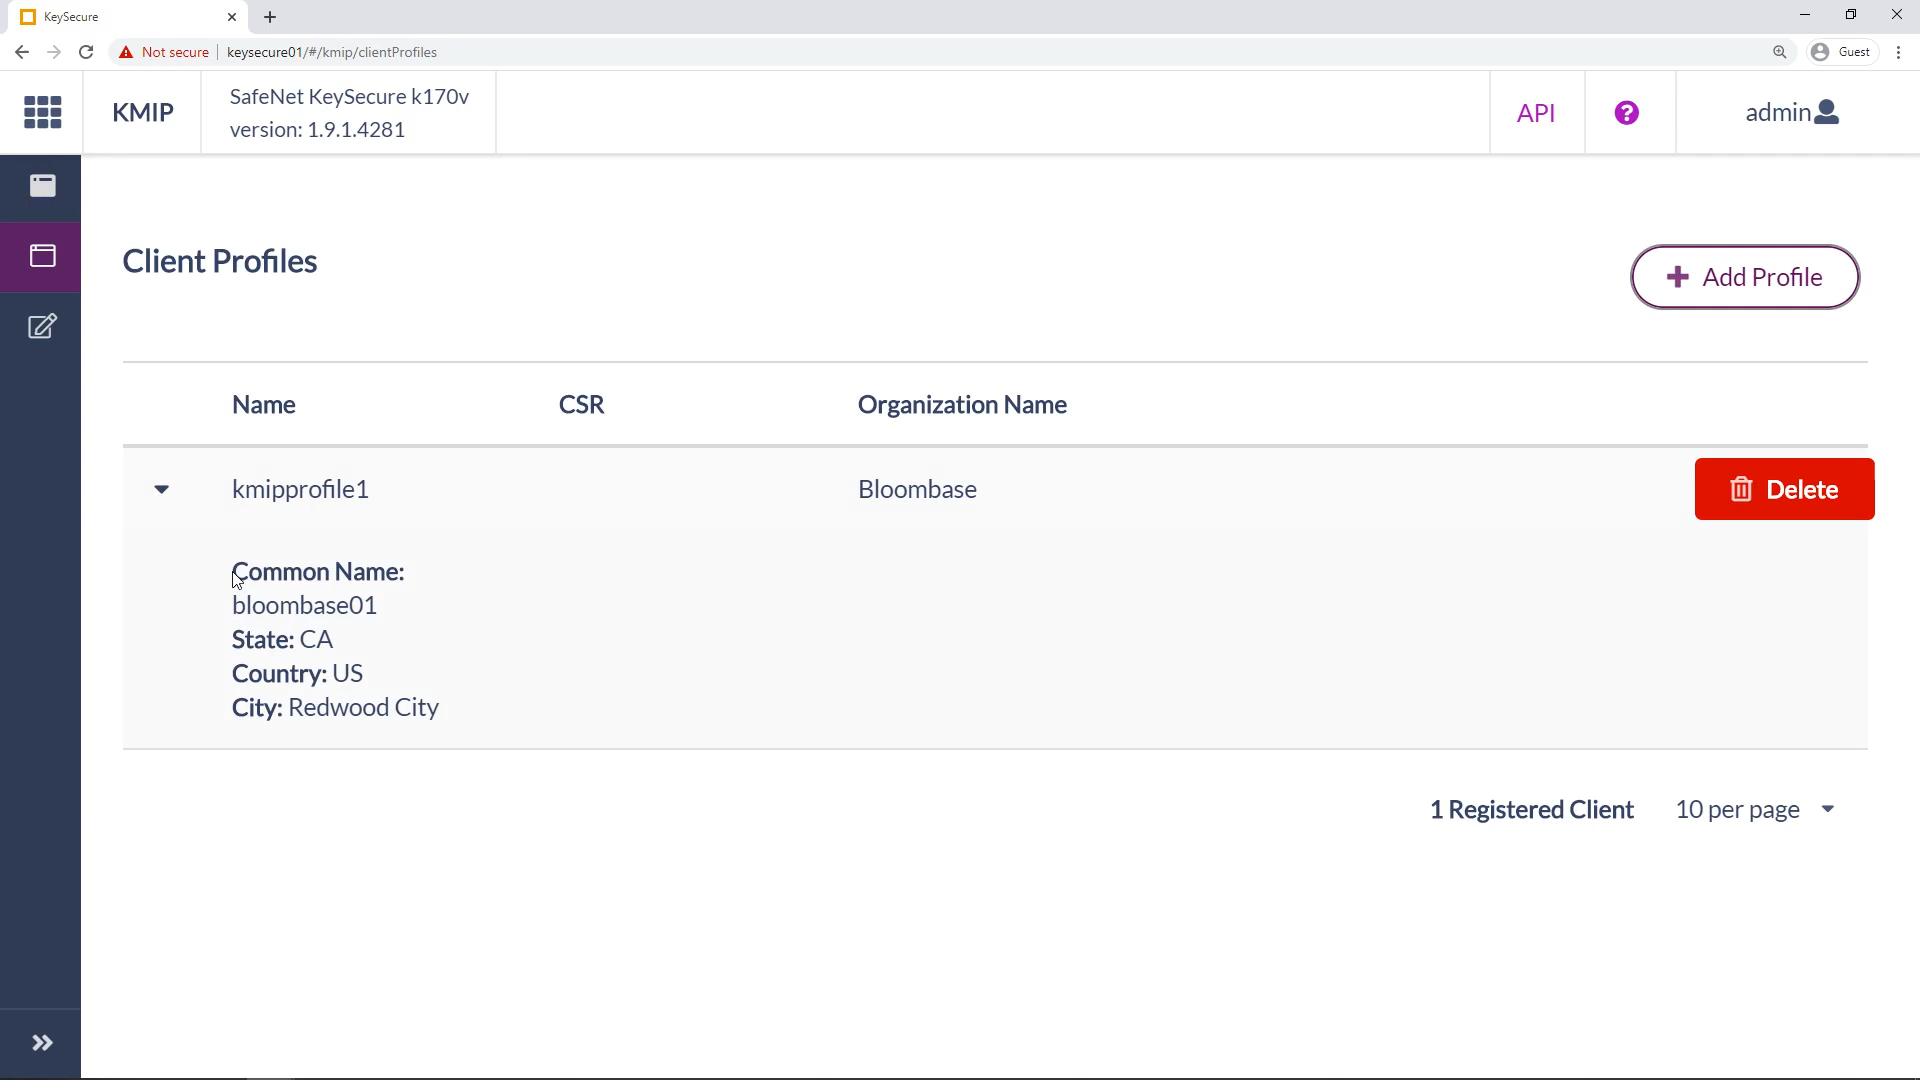 KeySecure
Not secure
keysecure01/#/kmip/clientProfiles
Guest
KMIP
SafeNet KeySecure k170v
version: 1.9.1.4281
API
?
admin
Client Profiles
+ Add Profile
Name CSR Organization Name
kmipprofile1 Bloombase Delete
Common Name:
bloombase01
State: CA
Country: US
City: Redwood City
1 Registered Client 10 per page